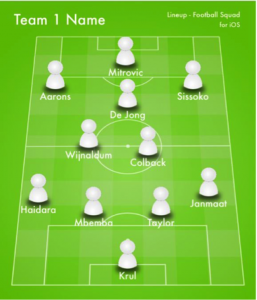 Team 1 Name
Lineup - Football Squad
for iOS
Mitrovic
Aarons
Sissoko
De Jong
Wijnaldum
Colback
Haidara
Janmaat
Mbemba
Taylor
Krul